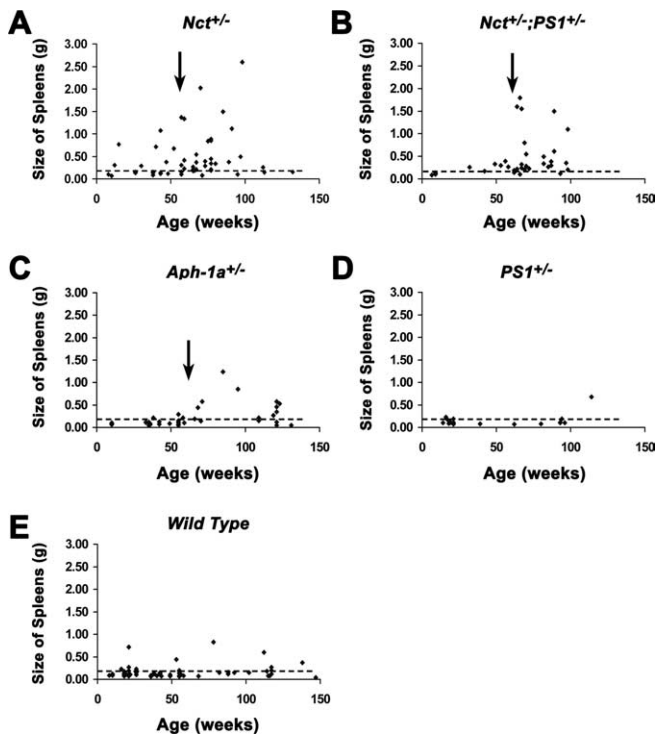 A
Nct+/-
3.00
2.50
2.00
1.50
1.00
0.50
0.00
Size of Spleens (g)
0
50
100
150
Age (weeks)
B
Nct+/-;PS1+/-
3.00
2.50
2.00
1.50
1.00
0.50
0.00
Size of Spleens (g)
0
50
100
150
Age (weeks)
C
Aph-1a+/-
3.00
2.50
2.00
1.50
1.00
0.50
0.00
Size of Spleens (g)
0
50
100
150
Age (weeks)
D
PS1+/-
3.00
2.50
2.00
1.50
1.00
0.50
0.00
Size of Spleens (g)
0
50
100
150
Age (weeks)
E
Wild Type
3.00
2.50
2.00
1.50
1.00
0.50
0.00
Size of Spleens (g)
0
50
100
150
Age (weeks)